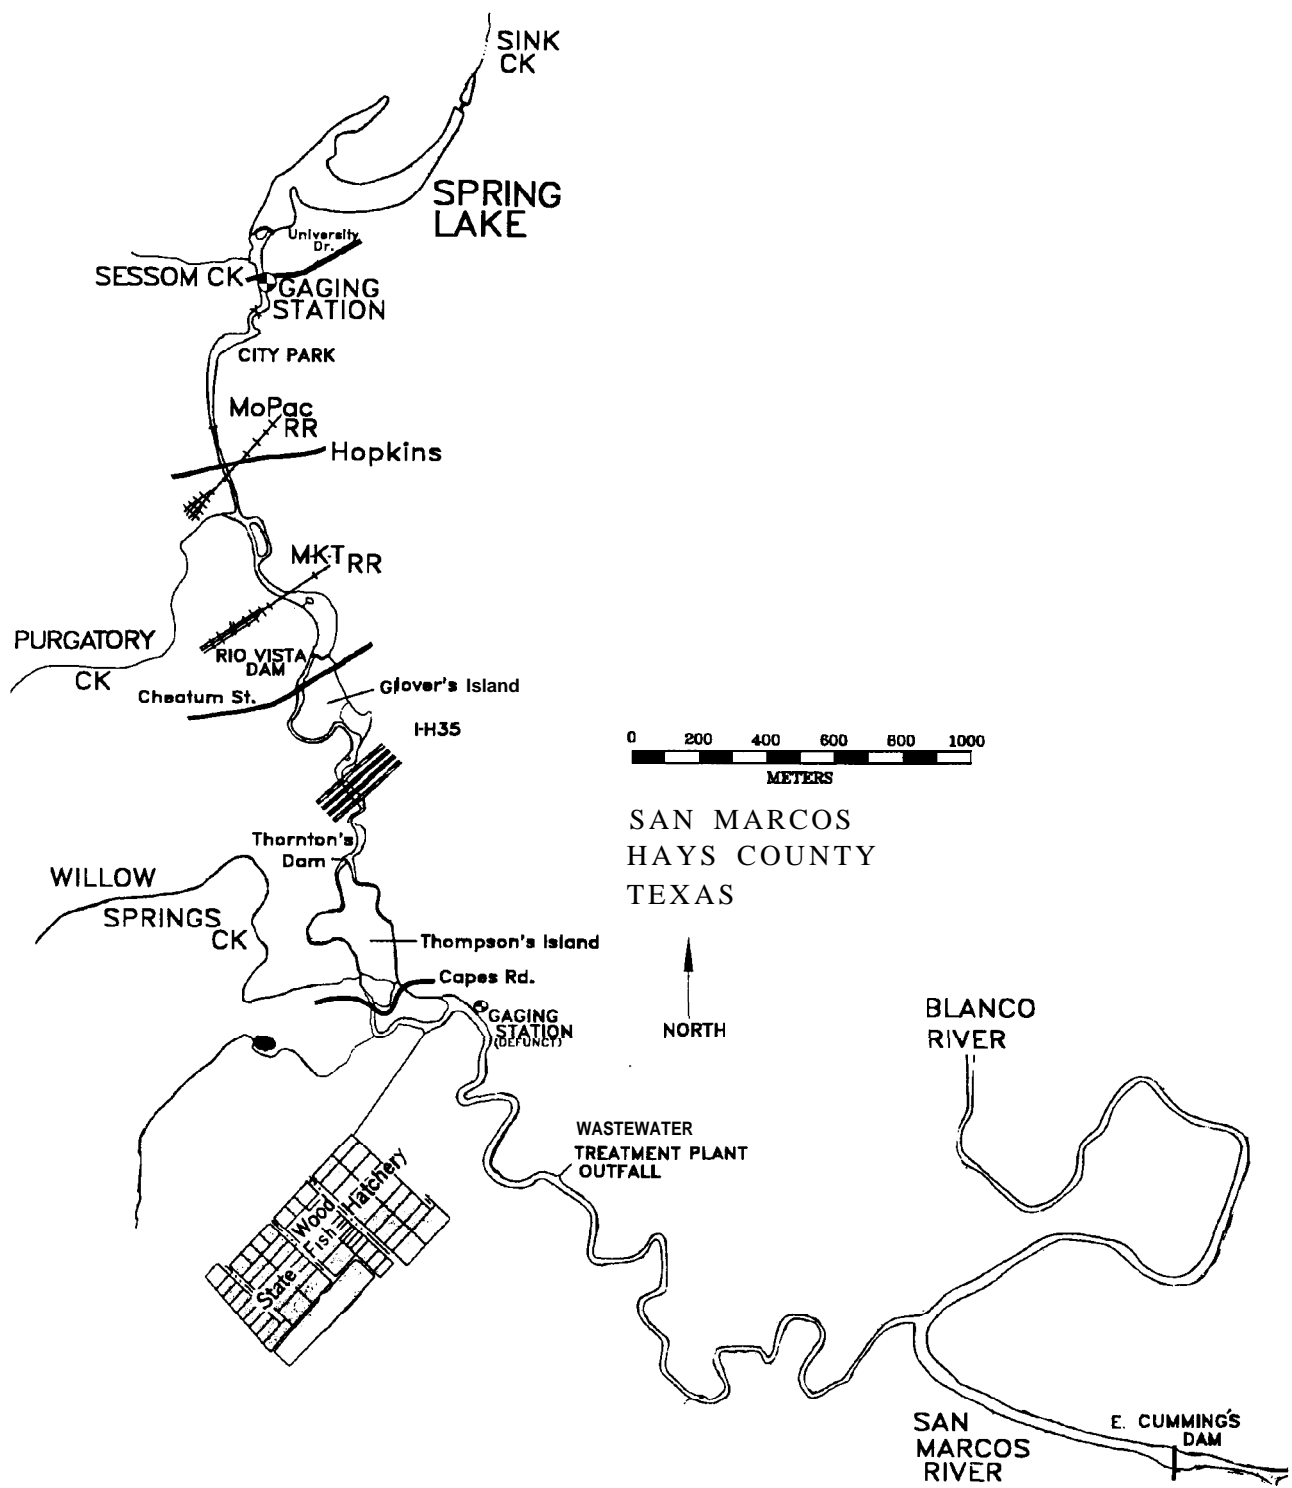 SINK
CK
SPRING
LAKE
University
Dr.
SESSOM CK
GAGING
STATION
CITY PARK
MoPac
RR
Hopkins
MKT RR
PURGATORY
CK
RIO VISTA
DAM
Cheatum St.
Glover's Island
I-H35
0 200 400 600 800 1000
METERS
SAN MARCOS
HAYS COUNTY
TEXAS
Thornton's
Dam
WILLOW
SPRINGS
CK
Thompson's Island
Capes Rd.
GAGING
STATION
(DEFUNCT)
NORTH
BLANCO
RIVER
WASTEWATER
TREATMENT PLANT
OUTFALL
State
Wood
Fish Hatchery
SAN
MARCOS
RIVER
E. CUMMING'S
DAM